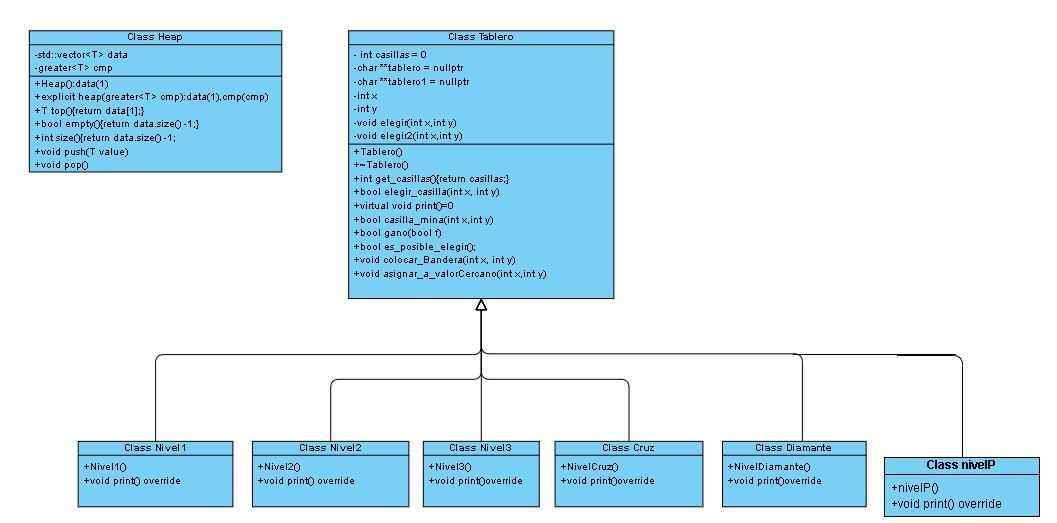 Class Heap
-std::vector<T> data
-greater<T> cmp
+Heap():data(1)
+explicit heap(greater<T> cmp):data(1),cmp(cmp)
+T top(){return data[1];}
+bool empty(){return data.size() -1;}
+int size(){return data.size() -1;
+void push(T value)
+void pop()
Class Tablero
- int casillas = 0
-char **tablero = nullptr
-char **tablero1 = nullptr
-int x
-int y
-void elegir(int x,int y)
-void elegir2(int x,int y)
+Tablero()
+~Tablero()
+int get_casillas(){return casillas;}
+bool elegir_casilla(int x, int y)
+virtual void print()=0
+bool casilla_mina(int x,int y)
+bool gano(bool f)
+bool es_posible_elegir();
+void colocar_Bandera(int x, int y)
+void asignar_a_valorCercano(int x,int y)
Class Nivel1
+Nivel1()
+void print() override
Class Nivel2
+Nivel2()
+void print() override
Class Nivel3
+Nivel3()
+void print()override
Class Cruz
+NivelCruz()
+void print()override
Class Diamante
+NivelDiamante()
+void print()override
Class nivelP
+nivelP()
+void print() override